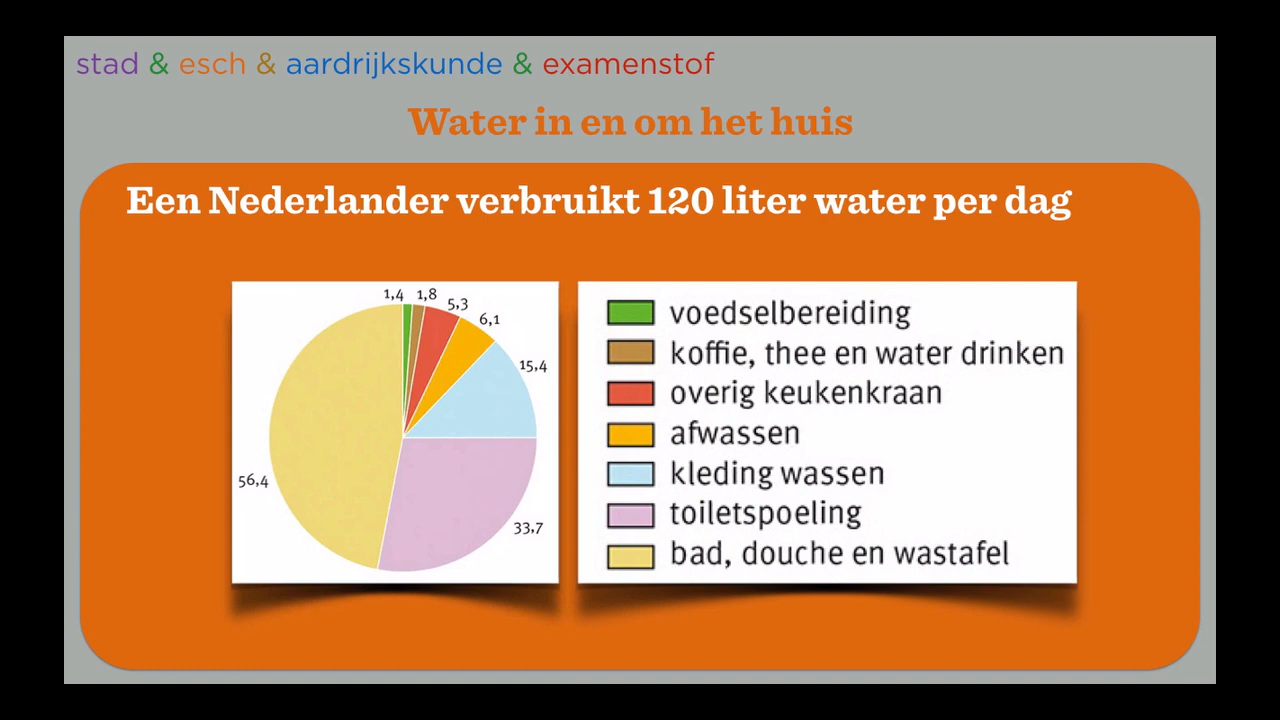 stad & esch & aardrijkskunde & examenstof
Water in en om het huis
Een Nederlander verbruikt 120 liter water per dag
1,4
1,8
5,3
6,1
15,4
33,7
56,4
voedselbereiding
koffie, thee en water drinken
overig keukenkraan
afwassen
kleding wassen
toiletspoeling
bad, douche en wastafel